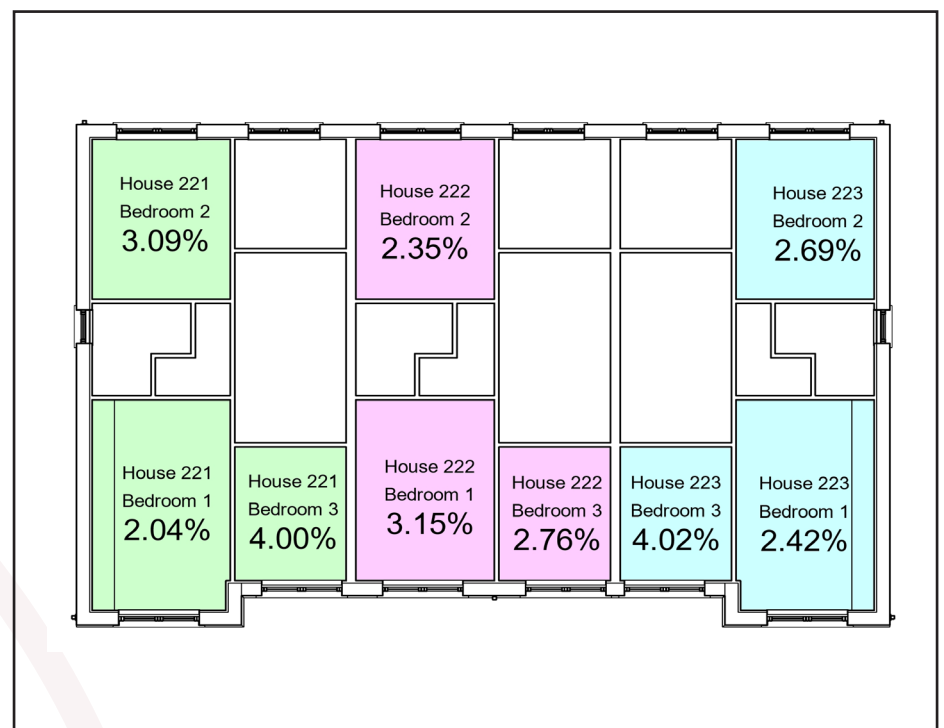 House 221
Bedroom 2
3.09%
House 222
Bedroom 2
2.35%
House 223
Bedroom 2
2.69%
House 221
Bedroom 1
2.04%
House 221
Bedroom 3
4.00%
House 222
Bedroom 1
3.15%
House 222
Bedroom 3
2.76%
House 223
Bedroom 3
4.02%
House 223
Bedroom 1
2.42%